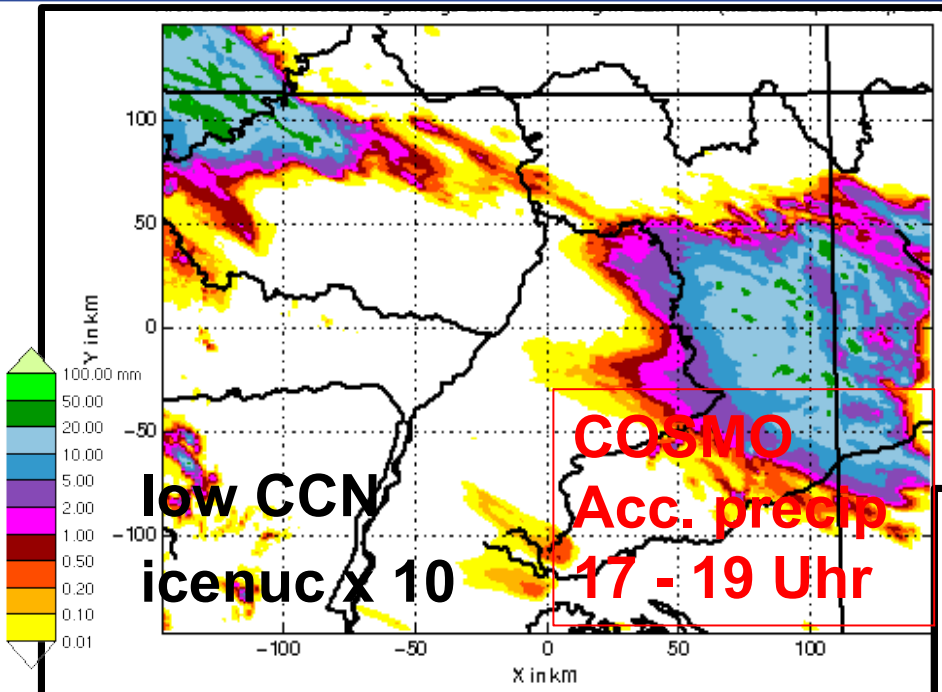 100
50
0
−50
−100
Y in km
100.00 mm
50.00
20.00
10.00
5.00
2.00
1.00
0.50
0.20
0.10
0.01
low CCN
icenuc x 10
COSMO
Acc. precip
17 - 19 Uhr
−100
−50
0
50
100
X in km